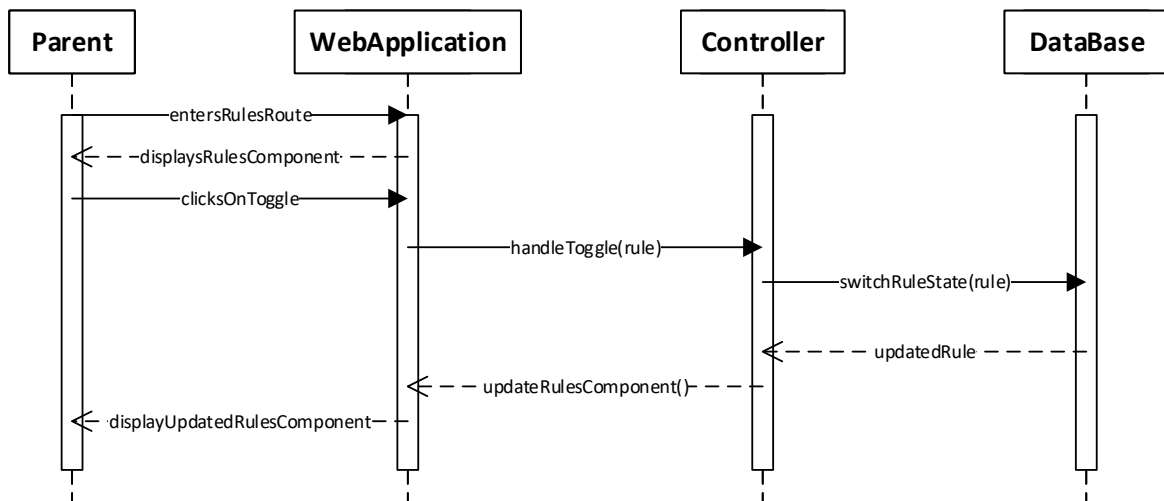 Parent
WebApplication
Controller
DataBase
entersRulesRoute
displaysRulesComponent
clicksOnToggle
handleToggle(rule)
switchRuleState(rule)
updatedRule
updateRulesComponent()
displayUpdatedRulesComponent